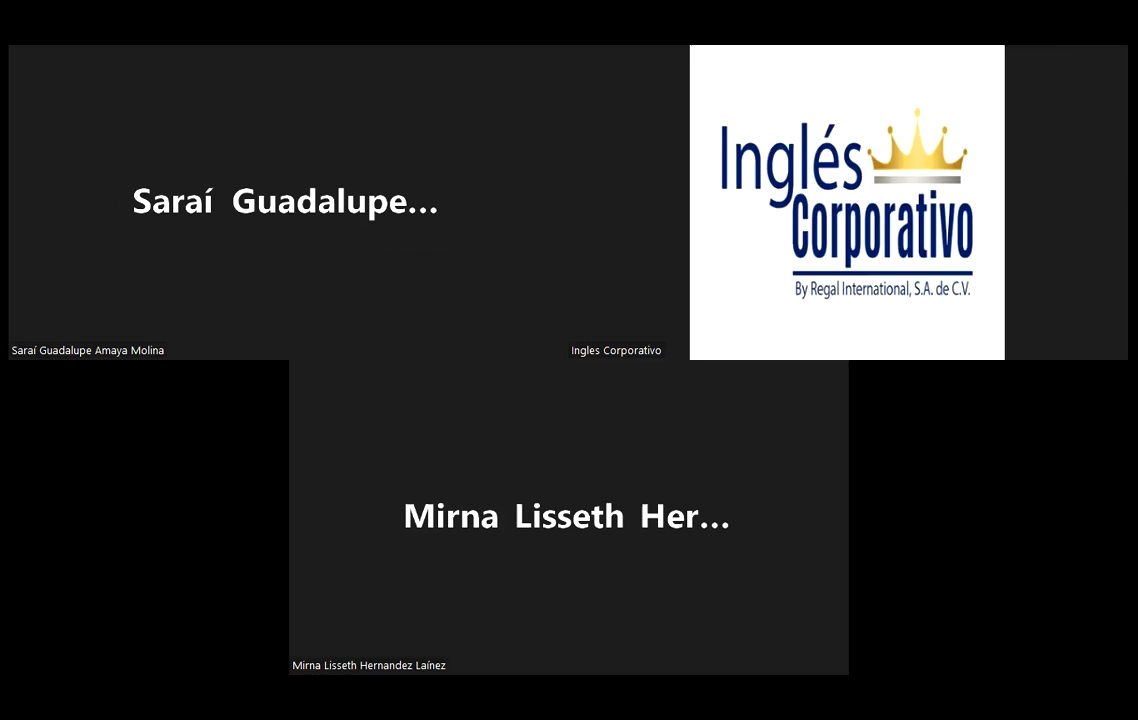 Saraí Guadalupe...
Inglés
Corporativo
By Regal International, S.A. de C.V.
Saraí Guadalupe Amaya Molina
Ingles Corporativo
Mirna Lisseth Her...
Mirna Lisseth Hernandez Laínez